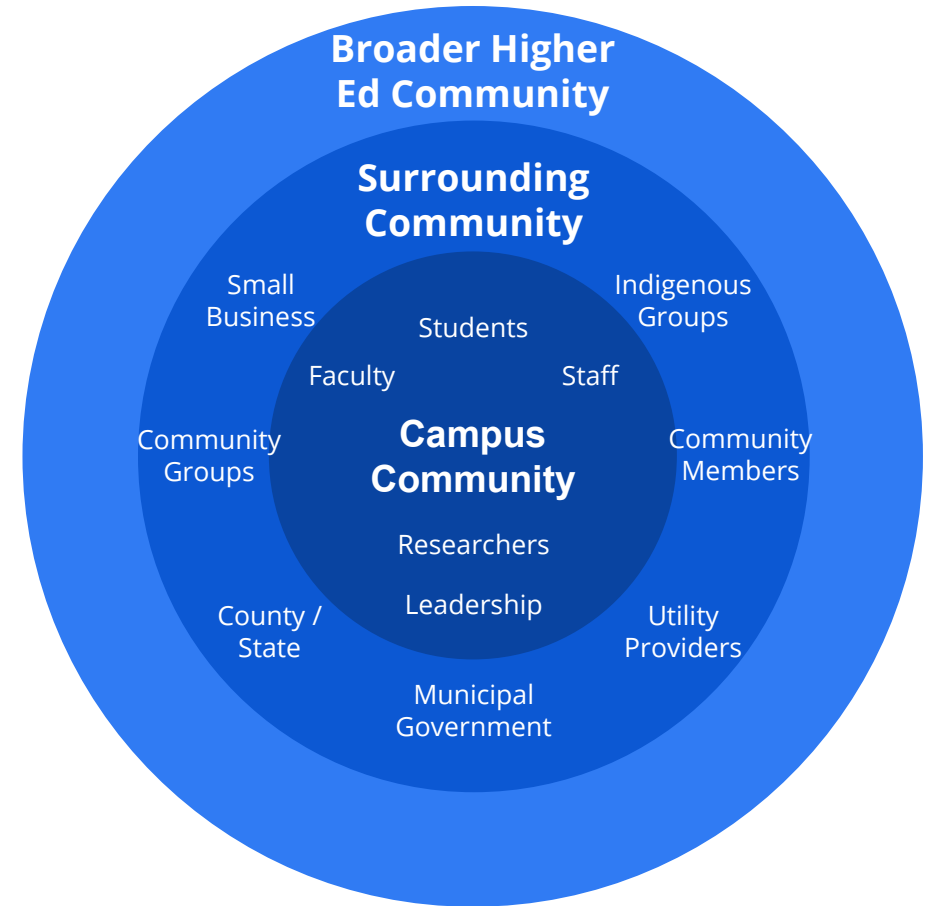 Broader Higher
Ed Community
Surrounding
Community
Small
Business
Indigenous
Groups
Students
Faculty
Staff
Campus
Community
Community
Groups
Community
Members
Researchers
Leadership
County /
State
Utility
Providers
Municipal
Government